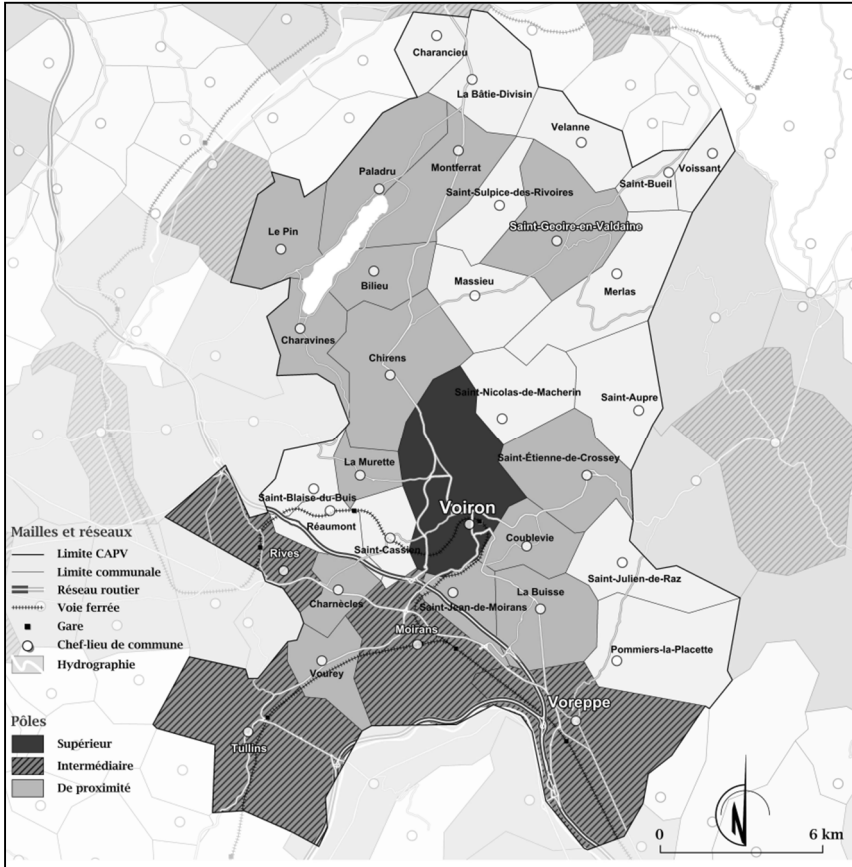 Charancieu
La Bâtie-Divisin
Velanne
Voissant
Montferrat
Saint-Bueil
Paladru
Saint-Sulpice-des-Rivoires
Le Pin
Saint-Geoire-en-Valdaine
Bilieu
Massieu
Merlas
Charavines
Chirens
Saint-Nicolas-de-Macherin
Saint-Aupre
La Murette
Saint-Étienne-de-Crossey
Saint-Blaise-du-Buis
Voiron
Réaumont
Mailles et réseaux
Limite CAPV
Limite communale
Réseau routier
Voie ferrée
Gare
Chef-lieu de commune
Hydrographie
Saint-Cassien
Coublevie
Rives
Saint-Julien-de-Raz
Charnècles
Saint-Jean-de-Moirans
La Buisse
Moirans
Pommiers-la-Placette
Vourey
Voreppe
Tullins
Pôles
Supérieur
Intermédiaire
De proximité
N
0 6 km